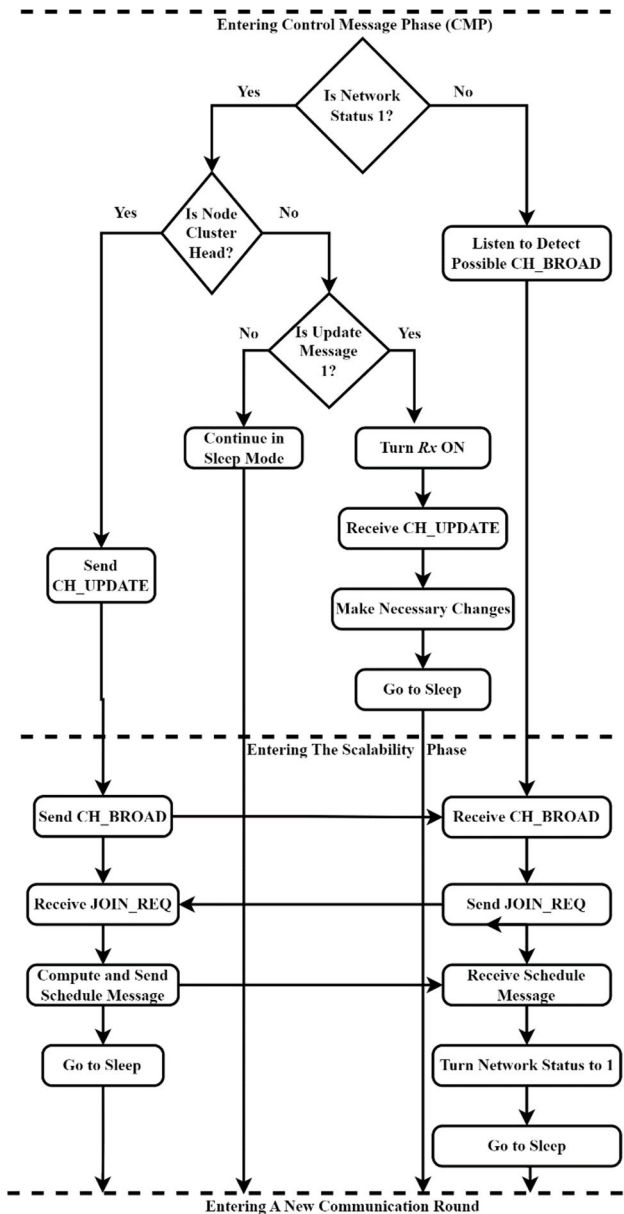 Entering Control Message Phase (CMP)
Yes
Is Network
Status 1?
No
Yes
Is Node
Cluster
Head?
No
Listen to Detect
Possible CH_BROAD
No
Is Update
Message
1?
Yes
Continue in
Sleep Mode
Turn Rx ON
Receive CH_UPDATE
Send
CH_UPDATE
Make Necessary Changes
Go to Sleep
Entering The Scalability Phase
Send CH_BROAD
Receive CH_BROAD
Receive JOIN_REQ
Send JOIN_REQ
Compute and Send
Schedule Message
Receive Schedule
Message
Go to Sleep
Turn Network Status to 1
Go to Sleep
Entering A New Communication Round